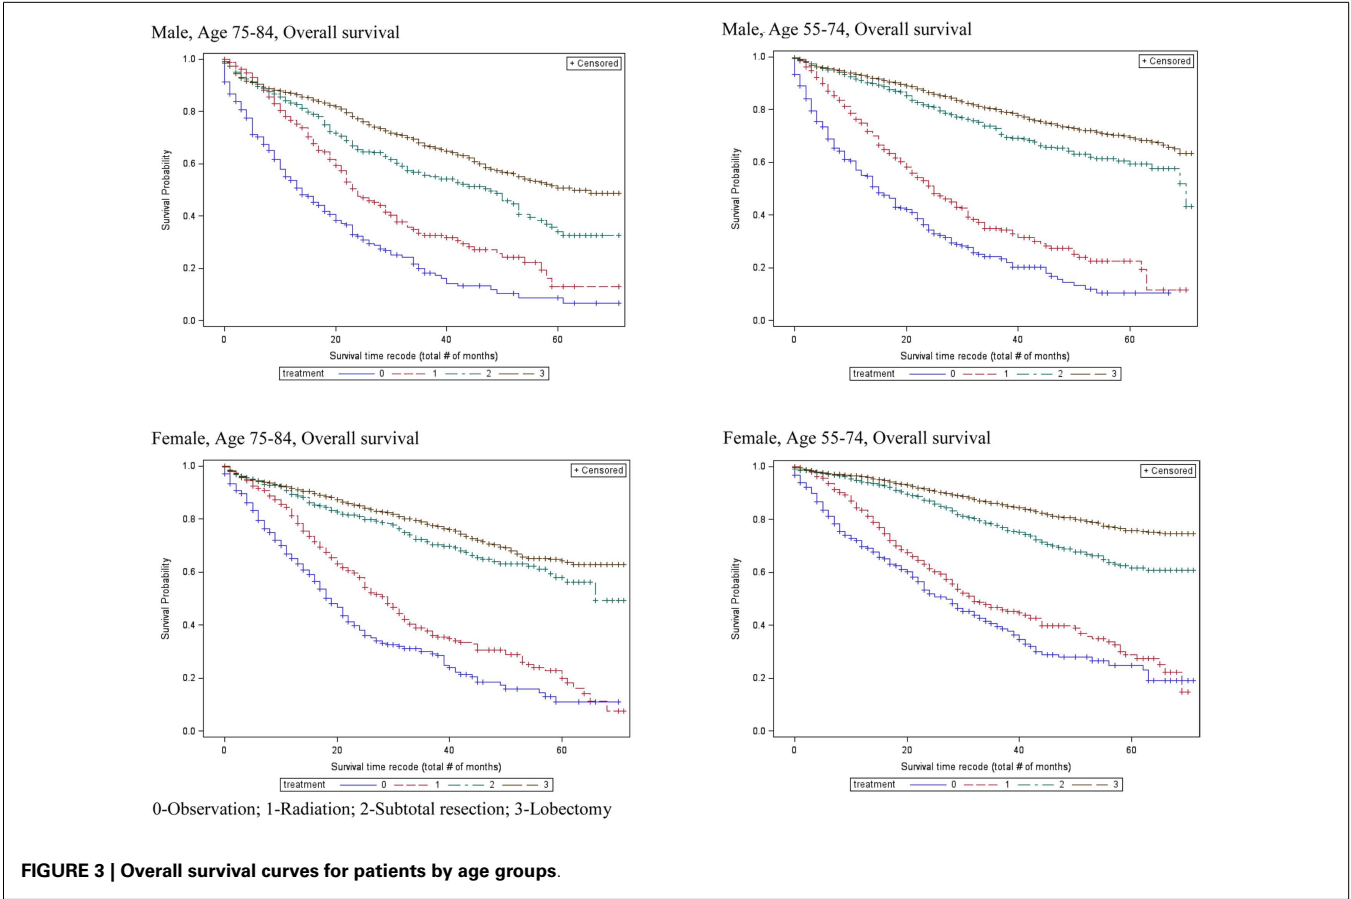 Male, Age 75-84, Overall survival
+ Censored
Survival Probability
1.0
0.8
0.6
0.4
0.2
0.0
0 20 40 60
Survival time recode (total # of months)
treatment 0 1 2 3
Male, Age 55-74, Overall survival
+ Censored
Survival Probability
1.0
0.8
0.6
0.4
0.2
0.0
0 20 40 60
Survival time recode (total # of months)
treatment 0 1 2 3
Female, Age 75-84, Overall survival
+ Censored
Survival Probability
1.0
0.8
0.6
0.4
0.2
0.0
0 20 40 60
Survival time recode (total # of months)
treatment 0 1 2 3
Female, Age 55-74, Overall survival
+ Censored
Survival Probability
1.0
0.8
0.6
0.4
0.2
0.0
0 20 40 60
Survival time recode (total # of months)
treatment 0 1 2 3
0-Observation; 1-Radiation; 2-Subtotal resection; 3-Lobectomy
FIGURE 3 | Overall survival curves for patients by age groups.